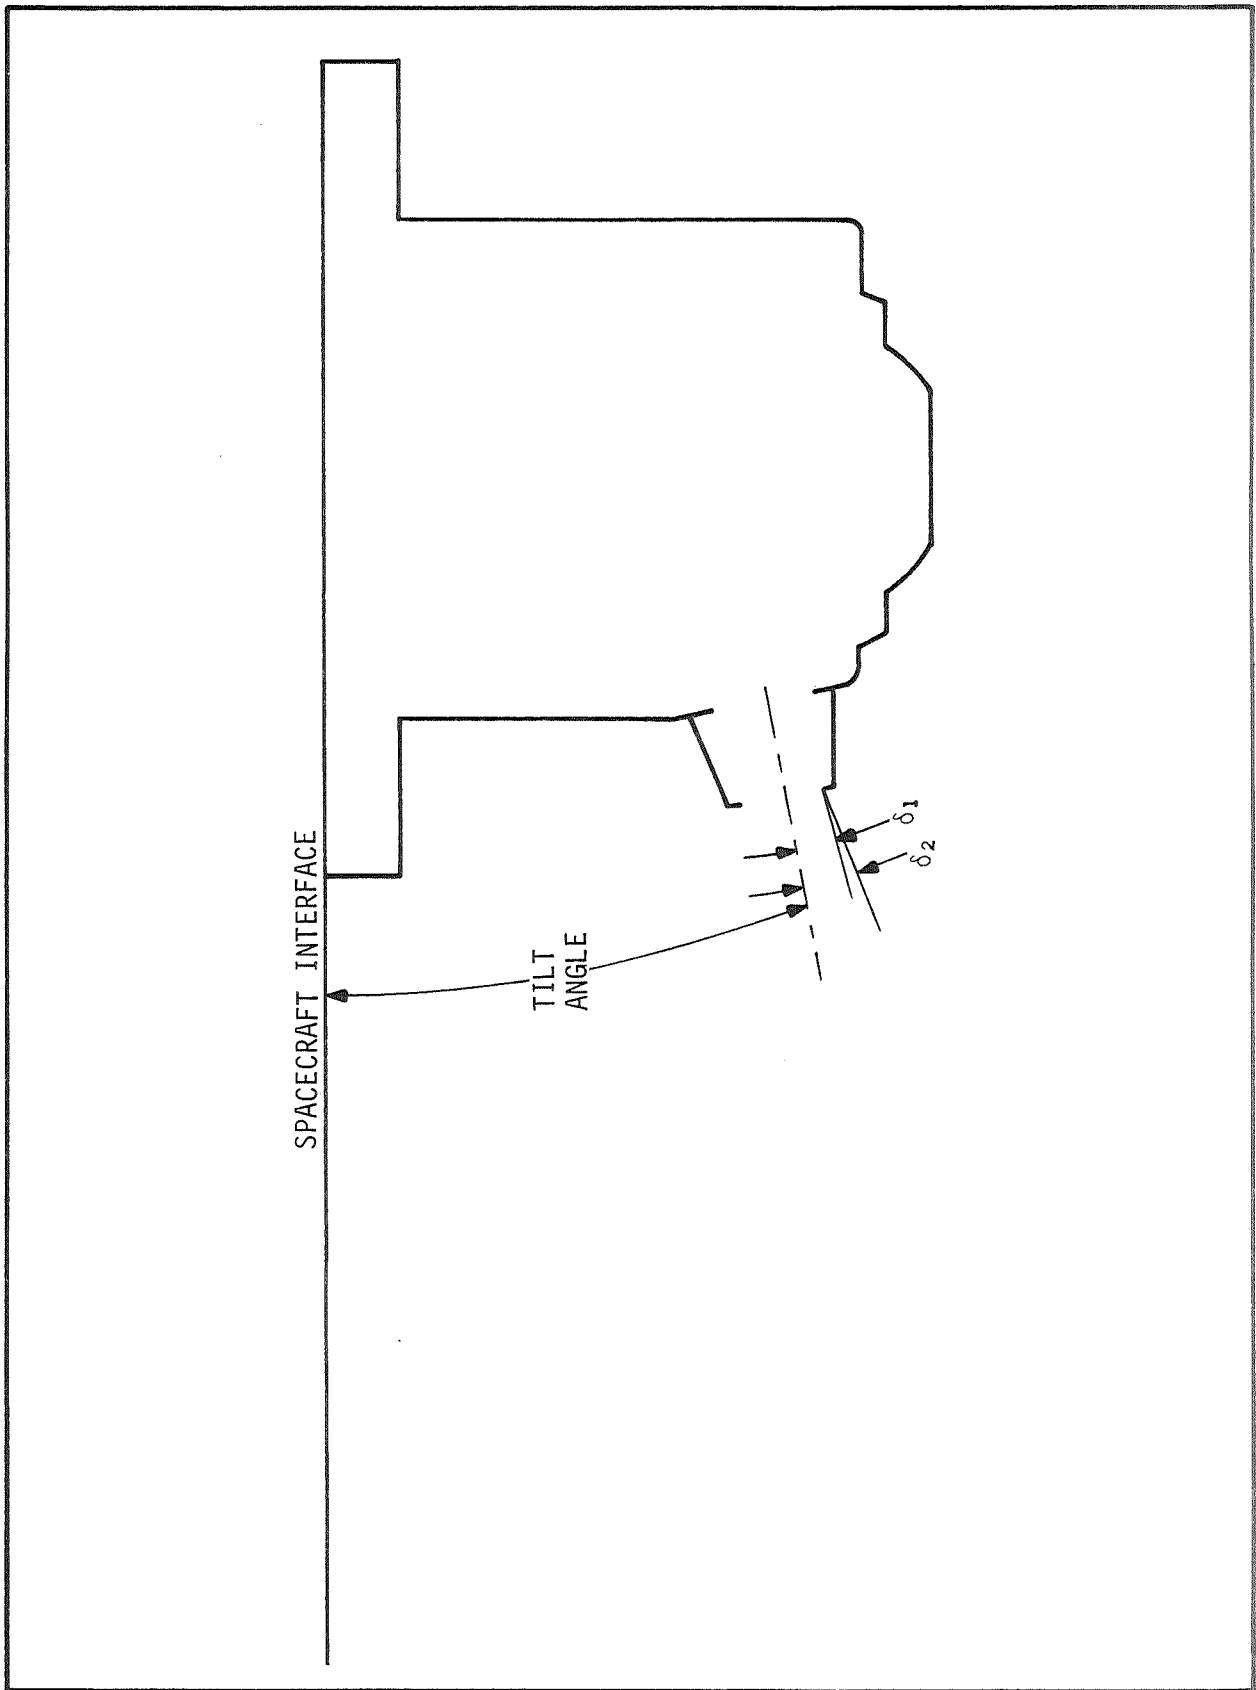 SPACECRAFT INTERFACE
TILT
ANGLE
δ1
δ2